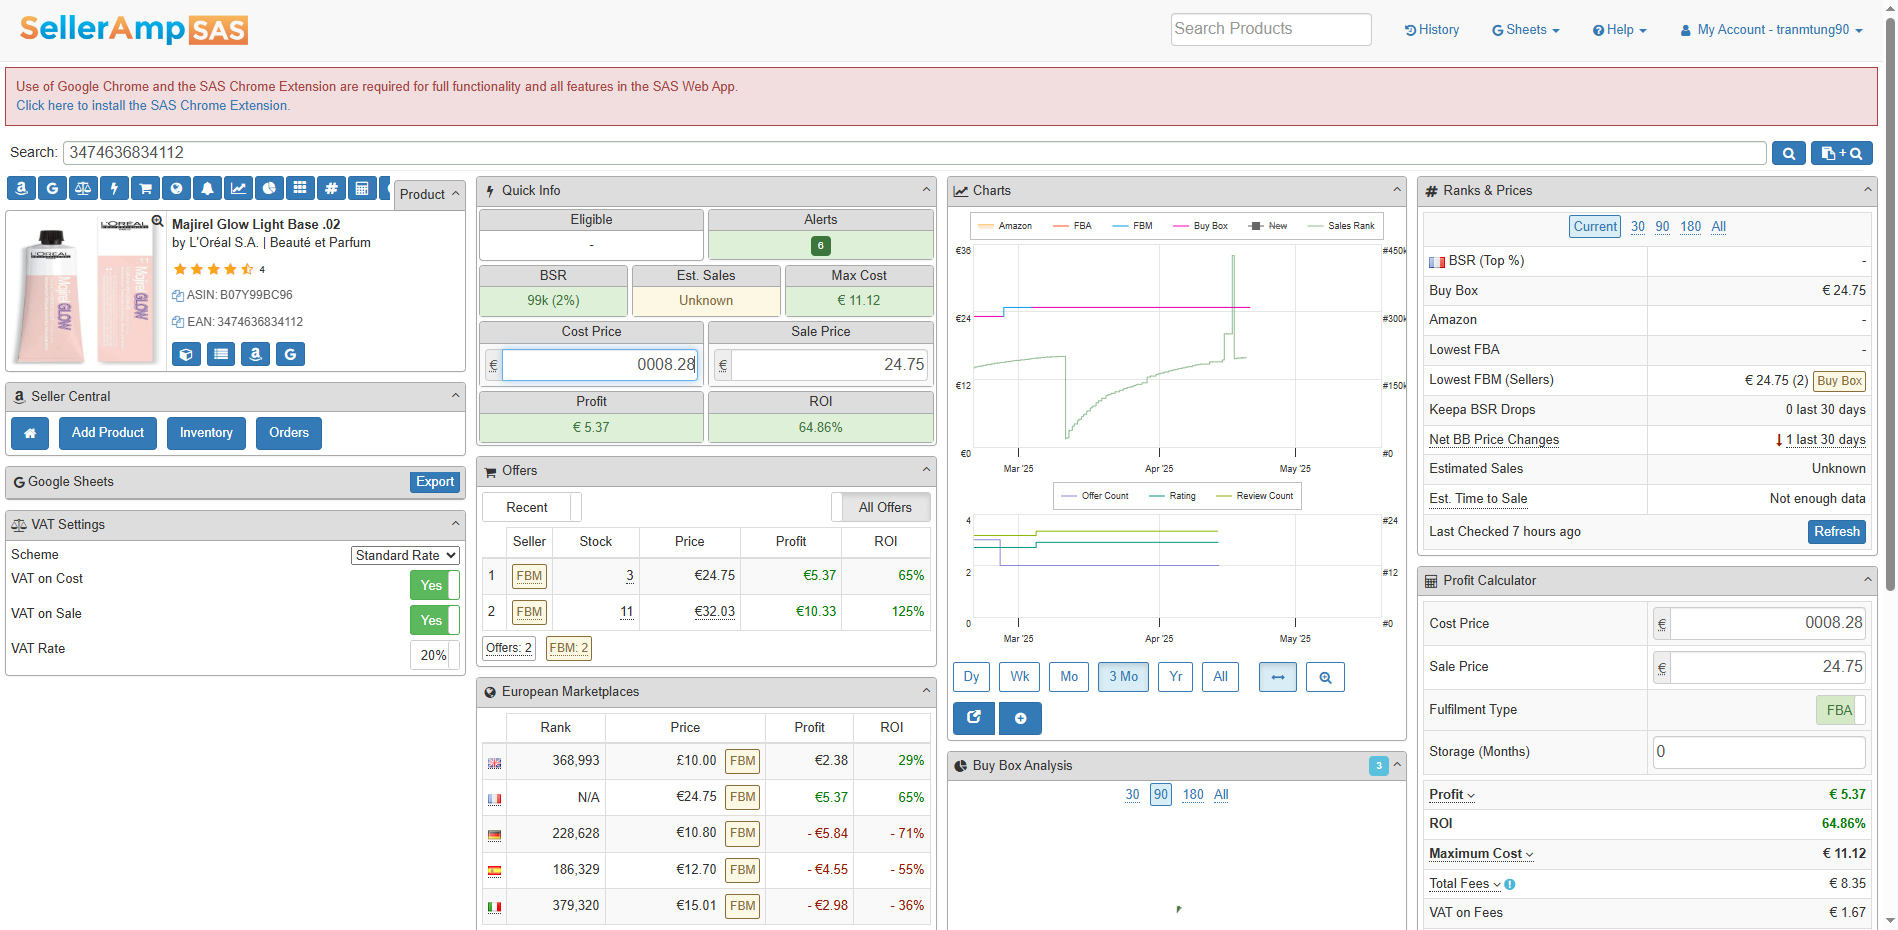 SellerAmp SAS
Search Products
History
Sheets
Help
My Account - tranmtung90
Use of Google Chrome and the SAS Chrome Extension are required for full functionality and all features in the SAS Web App.
Click here to install the SAS Chrome Extension.
Search: 3474636834112
Product
Majirel Glow Light Base .02
by L'Oréal S.A. | Beauté et Parfum
4
ASIN: B07Y99BC96
EAN: 3474636834112
Seller Central
Add Product
Inventory
Orders
Google Sheets
Export
VAT Settings
Scheme
Standard Rate
VAT on Cost
Yes
VAT on Sale
Yes
VAT Rate
20%
Quick Info
Eligible
Alerts
-
6
BSR
Est. Sales
Max Cost
99k (2%)
Unknown
€ 11.12
Cost Price
Sale Price
€ 0008.28
€ 24.75
Profit
ROI
€ 5.37
64.86%
Offers
Recent
All Offers
Seller Stock Price Profit ROI
1 FBM 3 €24.75 €5.37 65%
2 FBM 11 €32.03 €10.33 125%
Offers: 2 FBM: 2
European Marketplaces
Rank Price Profit ROI
368,993 £10.00 FBM €2.38 29%
N/A €24.75 FBM €5.37 65%
228,628 €10.80 FBM - €5.84 - 71%
186,329 €12.70 FBM - €4.55 - 55%
379,320 €15.01 FBM - €2.98 - 36%
Charts
Amazon FBA FBM Buy Box New Sales Rank
€36 #450k
€24 #300k
€12 #150k
€0 #0
Mar '25 Apr '25 May '25
Offer Count Rating Review Count
4 #24
2 #12
0 #0
Mar '25 Apr '25 May '25
Dy Wk Mo 3 Mo Yr All
Buy Box Analysis 3
30 90 180 All
Ranks & Prices
Current 30 90 180 All
BSR (Top %) -
Buy Box € 24.75
Amazon -
Lowest FBA -
Lowest FBM (Sellers) € 24.75 (2) Buy Box
Keepa BSR Drops 0 last 30 days
Net BB Price Changes 1 last 30 days
Estimated Sales Unknown
Est. Time to Sale Not enough data
Last Checked 7 hours ago Refresh
Profit Calculator
Cost Price € 0008.28
Sale Price € 24.75
Fulfilment Type FBA
Storage (Months) 0
Profit € 5.37
ROI 64.86%
Maximum Cost € 11.12
Total Fees € 8.35
VAT on Fees € 1.67